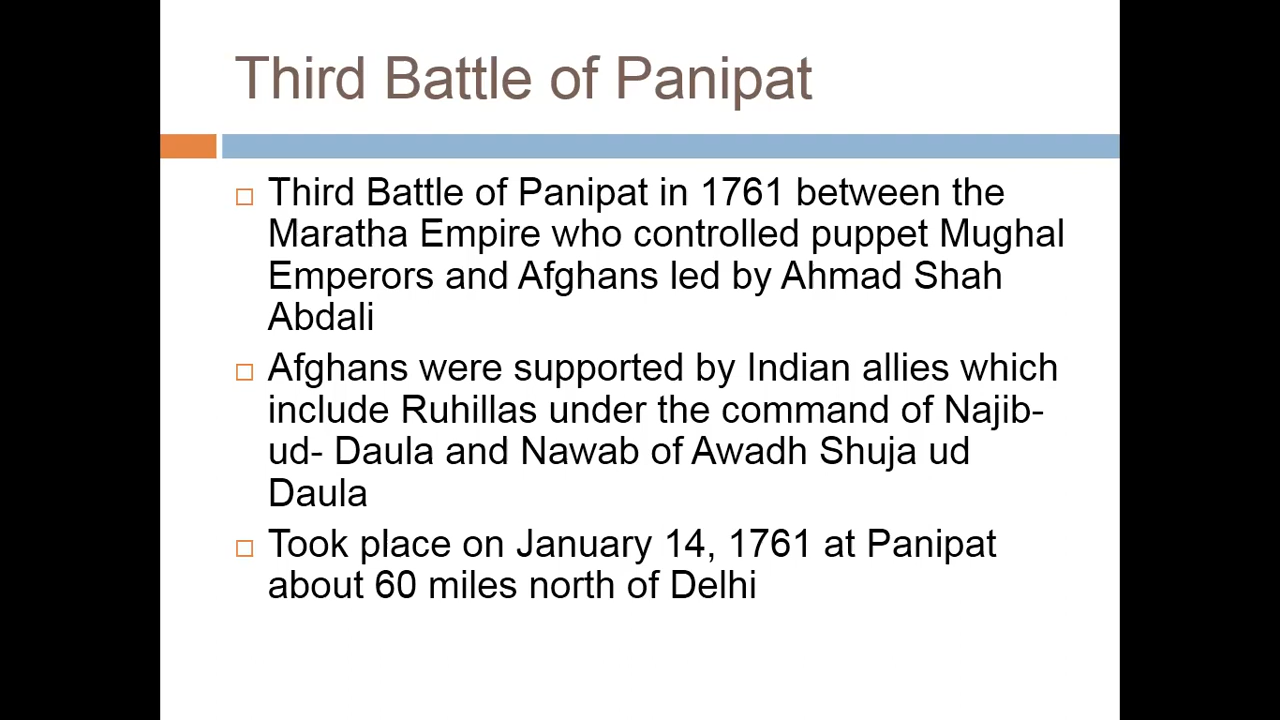 Third Battle of Panipat
Third Battle of Panipat in 1761 between the
Maratha Empire who controlled puppet Mughal
Emperors and Afghans led by Ahmad Shah
Abdali
Afghans were supported by Indian allies which
include Ruhillas under the command of Najib-
ud- Daula and Nawab of Awadh Shuja ud
Daula
Took place on January 14, 1761 at Panipat
about 60 miles north of Delhi